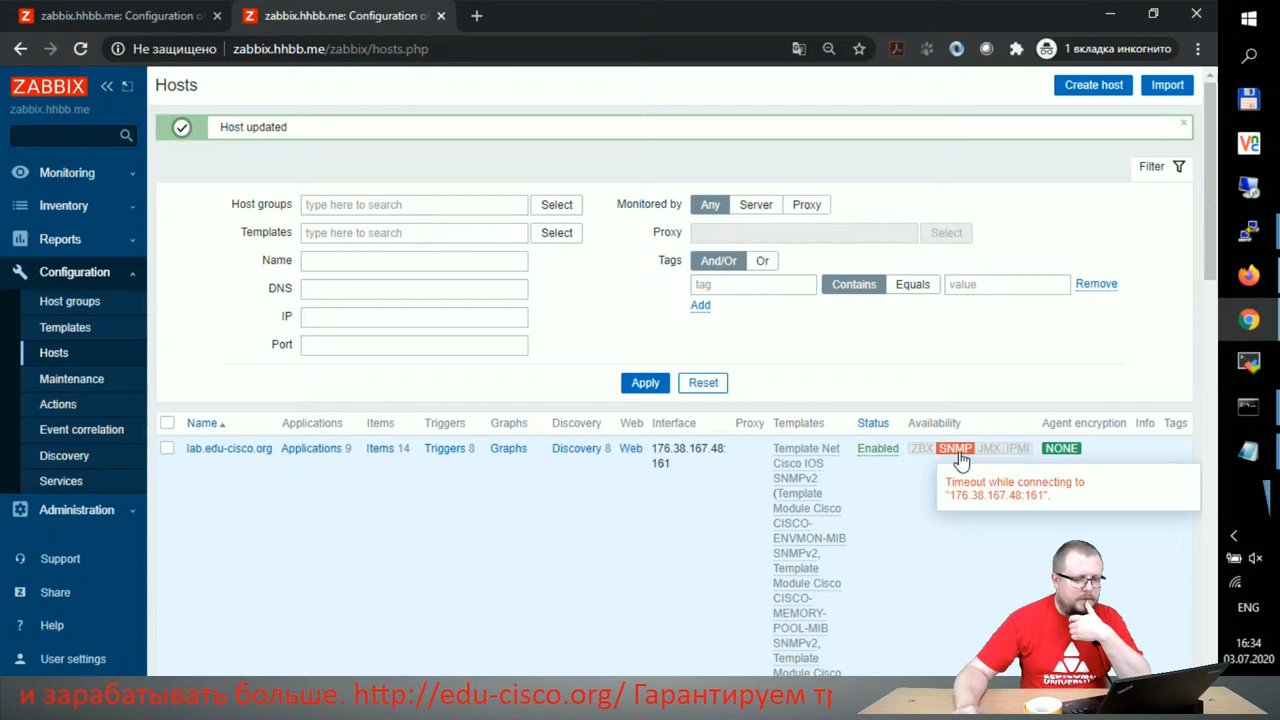 zabbix.hhbb.me: Configuration o
zabbix.hhbb.me: Configuration o
Не защищено
zabbix.hhbb.me/zabbix/hosts.php
1 вкладка инкогнито
ZABBIX
zabbix.hhbb.me
Monitoring
Inventory
Reports
Configuration
Host groups
Templates
Hosts
Maintenance
Actions
Event correlation
Discovery
Services
Administration
Support
Share
Help
User settings
Hosts
Create host
Import
Host updated
Filter
Host groups type here to search Select
Templates type here to search Select
Name
DNS
IP
Port
Monitored by Any Server Proxy
Proxy Select
Tags And/Or Or
tag Contains Equals value Remove
Add
Apply Reset
Name Applications Items Triggers Graphs Discovery Web Interface Proxy Templates Status Availability Agent encryption Info Tags
lab.edu-cisco.org Applications 9 Items 14 Triggers 8 Graphs Discovery 8 Web 176.38.167.48: Template Net Enabled ZBX SNMP JMX IPMI NONE
161 Cisco IOS
SNMPv2
(Template
Module Cisco
CISCO-
ENVMON-MIB
SNMPv2,
Template
Module Cisco
CISCO-
MEMORY-
POOL-MIB
SNMPv2,
Template
Module Cisco
Timeout while connecting to
"176.38.167.48:161".
ENG
16:34
03.07.2020
и зарабатывать больше. http://edu-cisco.org/ Гарантируем